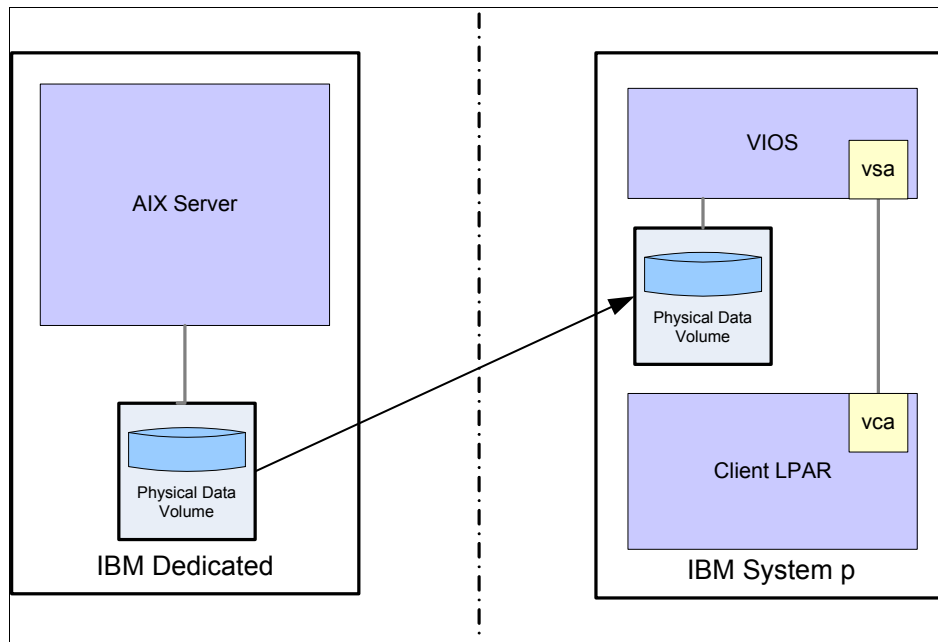 AIX Server
Physical Data
Volume
IBM Dedicated
VIOS
vsa
Physical Data
Volume
vca
Client LPAR
IBM System p